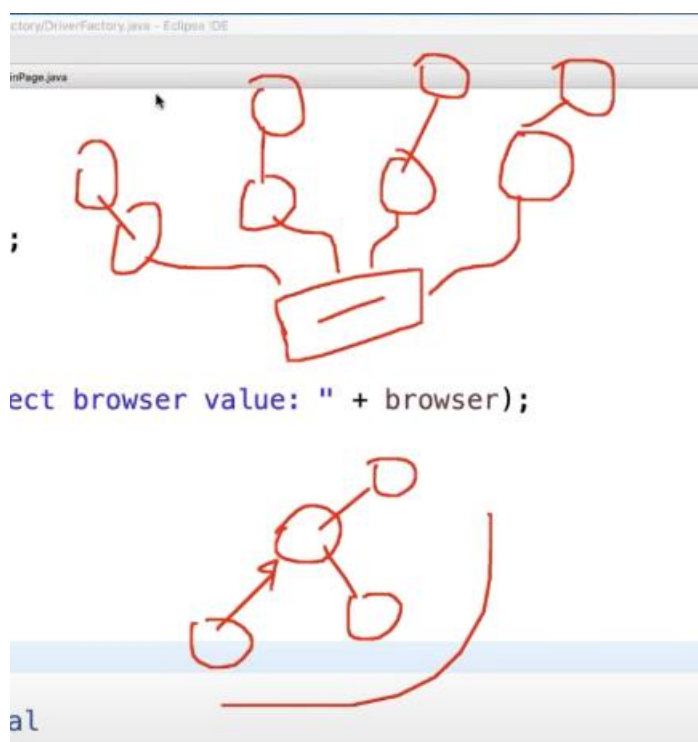 ctory/DriverFactory.java - Eclipse IDE
inPage.java
;
ect browser value: " + browser);
al